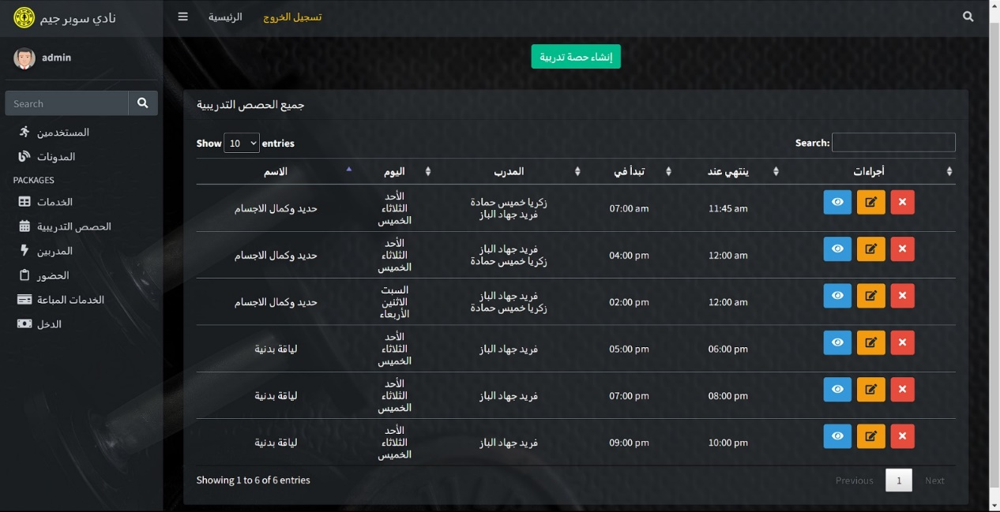 نادي سوبر جيم
الرئيسية
تسجيل الخروج
admin
Search
المستخدمين
المدونات
PACKAGES
الخدمات
الحصص التدريبية
المدربين
الحضور
الخدمات المباعة
الدخل
إنشاء حصة تدربية
جميع الحصص التدريبية
Show 10 entries
Search:
الاسم اليوم المدرب تبدأ في ينتهي عند أجراءات
حديد وكمال الاجسام
الأحد
الثلاثاء
الخميس
زكريا خميس حمادة
فريد جهاد الباز
07:00 am
11:45 am
حديد وكمال الاجسام
الأحد
الثلاثاء
الخميس
فريد جهاد الباز
زكريا خميس حمادة
04:00 pm
12:00 am
حديد وكمال الاجسام
السبت
الاثنين
الأربعاء
فريد جهاد الباز
زكريا خميس حمادة
02:00 pm
12:00 am
لياقة بدنية
الأحد
الثلاثاء
الخميس
فريد جهاد الباز
05:00 pm
06:00 pm
لياقة بدنية
الأحد
الثلاثاء
الخميس
فريد جهاد الباز
07:00 pm
08:00 pm
لياقة بدنية
الأحد
الثلاثاء
الخميس
فريد جهاد الباز
09:00 pm
10:00 pm
Showing 1 to 6 of 6 entries
Previous 1 Next